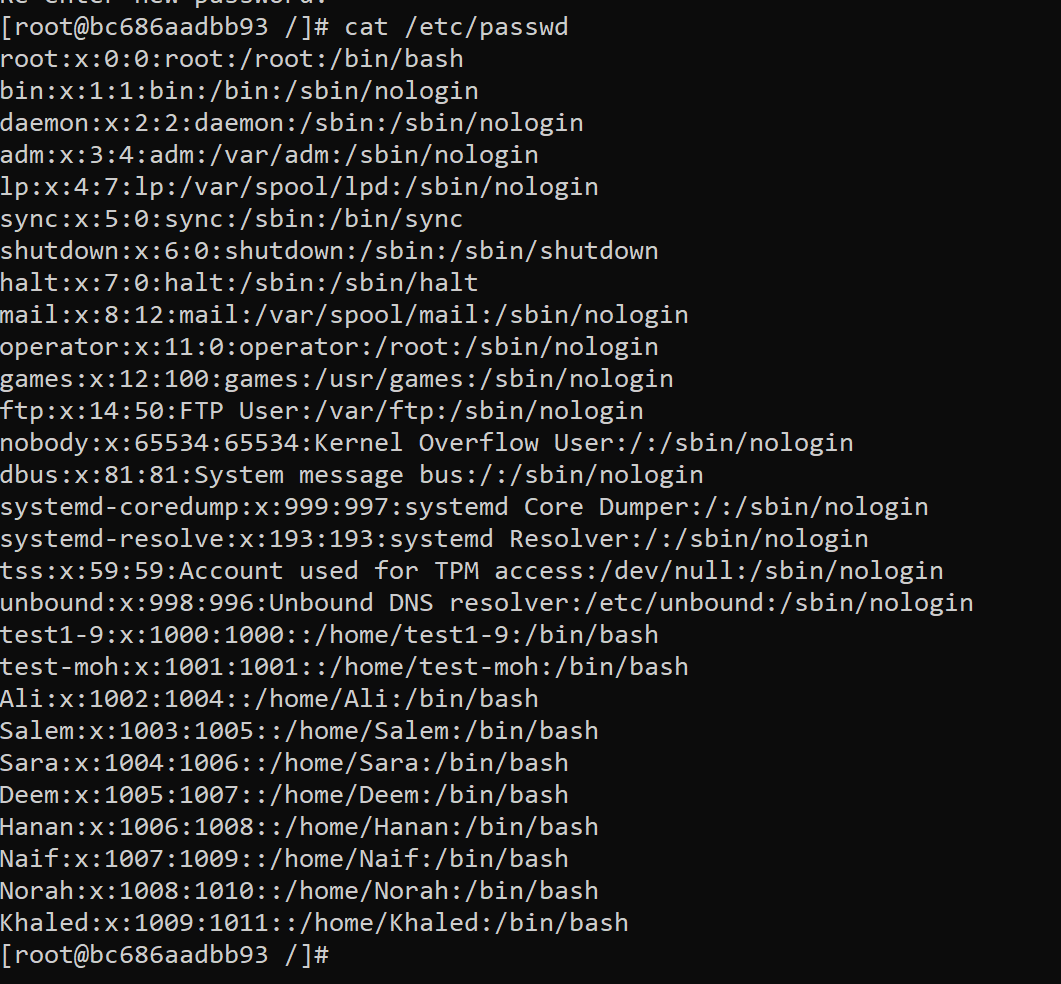 Re-enter new password:
[root@bc686aadbb93 /]# cat /etc/passwd
root:x:0:0:root:/root:/bin/bash
bin:x:1:1:bin:/bin:/sbin/nologin
daemon:x:2:2:daemon:/sbin:/sbin/nologin
adm:x:3:4:adm:/var/adm:/sbin/nologin
lp:x:4:7:lp:/var/spool/lpd:/sbin/nologin
sync:x:5:0:sync:/sbin:/bin/sync
shutdown:x:6:0:shutdown:/sbin:/sbin/shutdown
halt:x:7:0:halt:/sbin:/sbin/halt
mail:x:8:12:mail:/var/spool/mail:/sbin/nologin
operator:x:11:0:operator:/root:/sbin/nologin
games:x:12:100:games:/usr/games:/sbin/nologin
ftp:x:14:50:FTP User:/var/ftp:/sbin/nologin
nobody:x:65534:65534:Kernel Overflow User:/:/sbin/nologin
dbus:x:81:81:System message bus:/:/sbin/nologin
systemd-coredump:x:999:997:systemd Core Dumper:/:/sbin/nologin
systemd-resolve:x:193:193:systemd Resolver:/:/sbin/nologin
tss:x:59:59:Account used for TPM access:/dev/null:/sbin/nologin
unbound:x:998:996:Unbound DNS resolver:/etc/unbound:/sbin/nologin
test1-9:x:1000:1000::/home/test1-9:/bin/bash
test-moh:x:1001:1001::/home/test-moh:/bin/bash
Ali:x:1002:1004::/home/Ali:/bin/bash
Salem:x:1003:1005::/home/Salem:/bin/bash
Sara:x:1004:1006::/home/Sara:/bin/bash
Deem:x:1005:1007::/home/Deem:/bin/bash
Hanan:x:1006:1008::/home/Hanan:/bin/bash
Naif:x:1007:1009::/home/Naif:/bin/bash
Norah:x:1008:1010::/home/Norah:/bin/bash
Khaled:x:1009:1011::/home/Khaled:/bin/bash
[root@bc686aadbb93 /]#